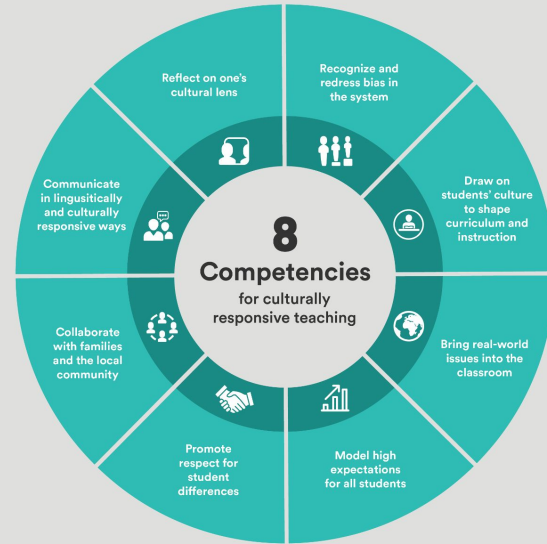 8
Competencies
for culturally
responsive teaching
Reflect on one's
cultural lens
Recognize and
redress bias in
the system
Draw on
students' culture
to shape
curriculum and
instruction
Bring real-world
issues into the
classroom
Model high
expectations
for all students
Promote
respect for
student
differences
Collaborate
with families
and the local
community
Communicate
in lingusitically
and culturally
responsive ways